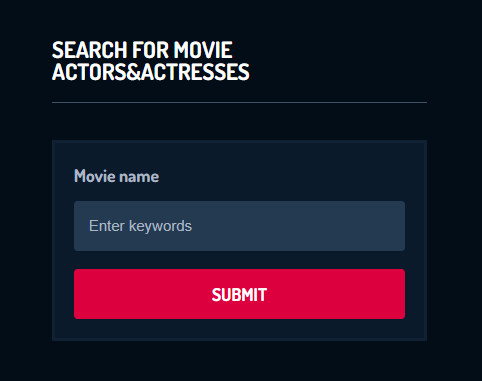 SEARCH FOR MOVIE
ACTORS&ACTRESSES
Movie name
Enter keywords
SUBMIT